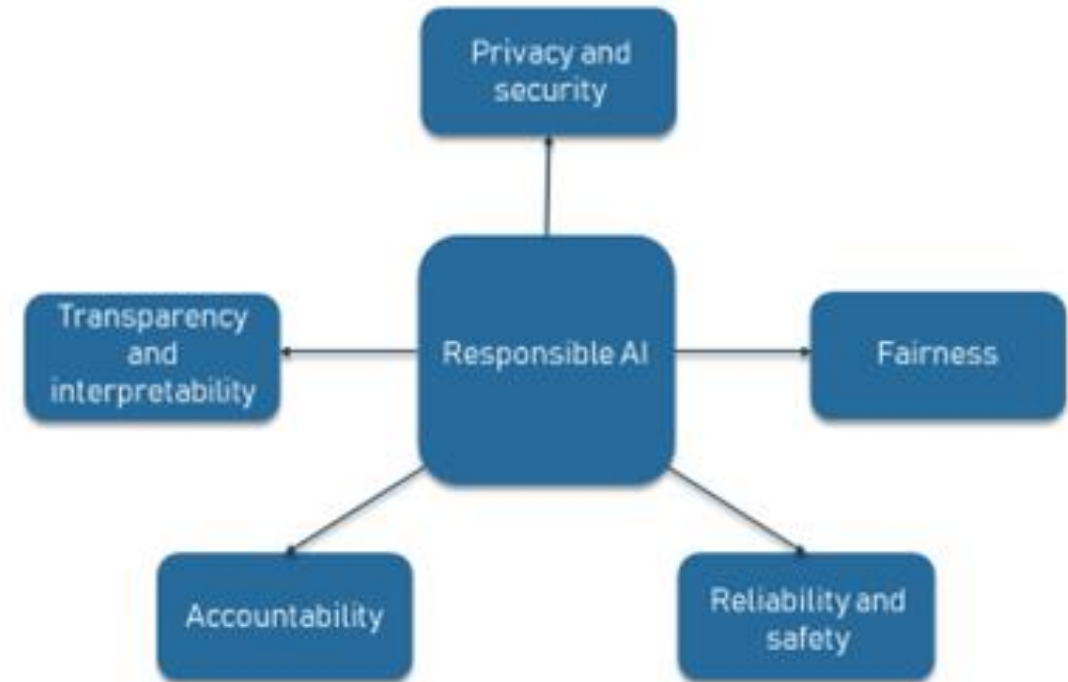 Privacy and
security
Transparency
and
interpretability
Responsible AI
Fairness
Accountability
Reliability and
safety